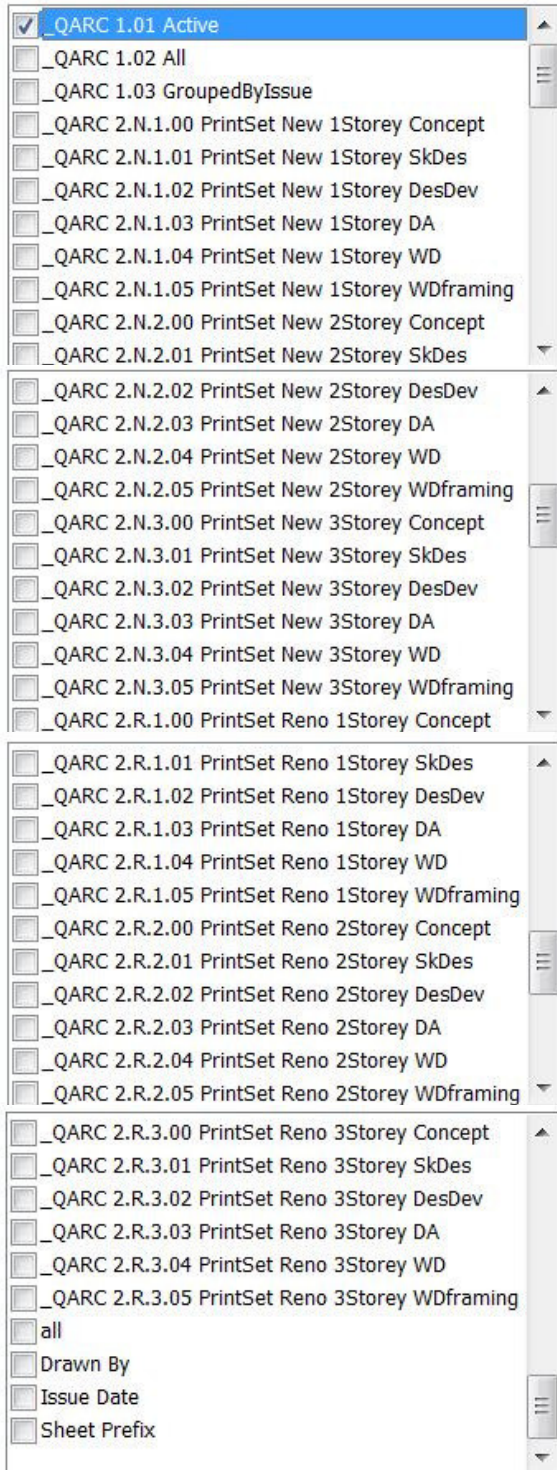 _QARC 1.01 Active
_QARC 1.02 All
_QARC 1.03 GroupedByIssue
_QARC 2.N.1.00 PrintSet New 1Storey Concept
_QARC 2.N.1.01 PrintSet New 1Storey SkDes
_QARC 2.N.1.02 PrintSet New 1Storey DesDev
_QARC 2.N.1.03 PrintSet New 1Storey DA
_QARC 2.N.1.04 PrintSet New 1Storey WD
_QARC 2.N.1.05 PrintSet New 1Storey WDframing
_QARC 2.N.2.00 PrintSet New 2Storey Concept
_QARC 2.N.2.01 PrintSet New 2Storey SkDes
_QARC 2.N.2.02 PrintSet New 2Storey DesDev
_QARC 2.N.2.03 PrintSet New 2Storey DA
_QARC 2.N.2.04 PrintSet New 2Storey WD
_QARC 2.N.2.05 PrintSet New 2Storey WDframing
_QARC 2.N.3.00 PrintSet New 3Storey Concept
_QARC 2.N.3.01 PrintSet New 3Storey SkDes
_QARC 2.N.3.02 PrintSet New 3Storey DesDev
_QARC 2.N.3.03 PrintSet New 3Storey DA
_QARC 2.N.3.04 PrintSet New 3Storey WD
_QARC 2.N.3.05 PrintSet New 3Storey WDframing
_QARC 2.R.1.00 PrintSet Reno 1Storey Concept
_QARC 2.R.1.01 PrintSet Reno 1Storey SkDes
_QARC 2.R.1.02 PrintSet Reno 1Storey DesDev
_QARC 2.R.1.03 PrintSet Reno 1Storey DA
_QARC 2.R.1.04 PrintSet Reno 1Storey WD
_QARC 2.R.1.05 PrintSet Reno 1Storey WDframing
_QARC 2.R.2.00 PrintSet Reno 2Storey Concept
_QARC 2.R.2.01 PrintSet Reno 2Storey SkDes
_QARC 2.R.2.02 PrintSet Reno 2Storey DesDev
_QARC 2.R.2.03 PrintSet Reno 2Storey DA
_QARC 2.R.2.04 PrintSet Reno 2Storey WD
_QARC 2.R.2.05 PrintSet Reno 2Storey WDframing
_QARC 2.R.3.00 PrintSet Reno 3Storey Concept
_QARC 2.R.3.01 PrintSet Reno 3Storey SkDes
_QARC 2.R.3.02 PrintSet Reno 3Storey DesDev
_QARC 2.R.3.03 PrintSet Reno 3Storey DA
_QARC 2.R.3.04 PrintSet Reno 3Storey WD
_QARC 2.R.3.05 PrintSet Reno 3Storey WDframing
all
Drawn By
Issue Date
Sheet Prefix